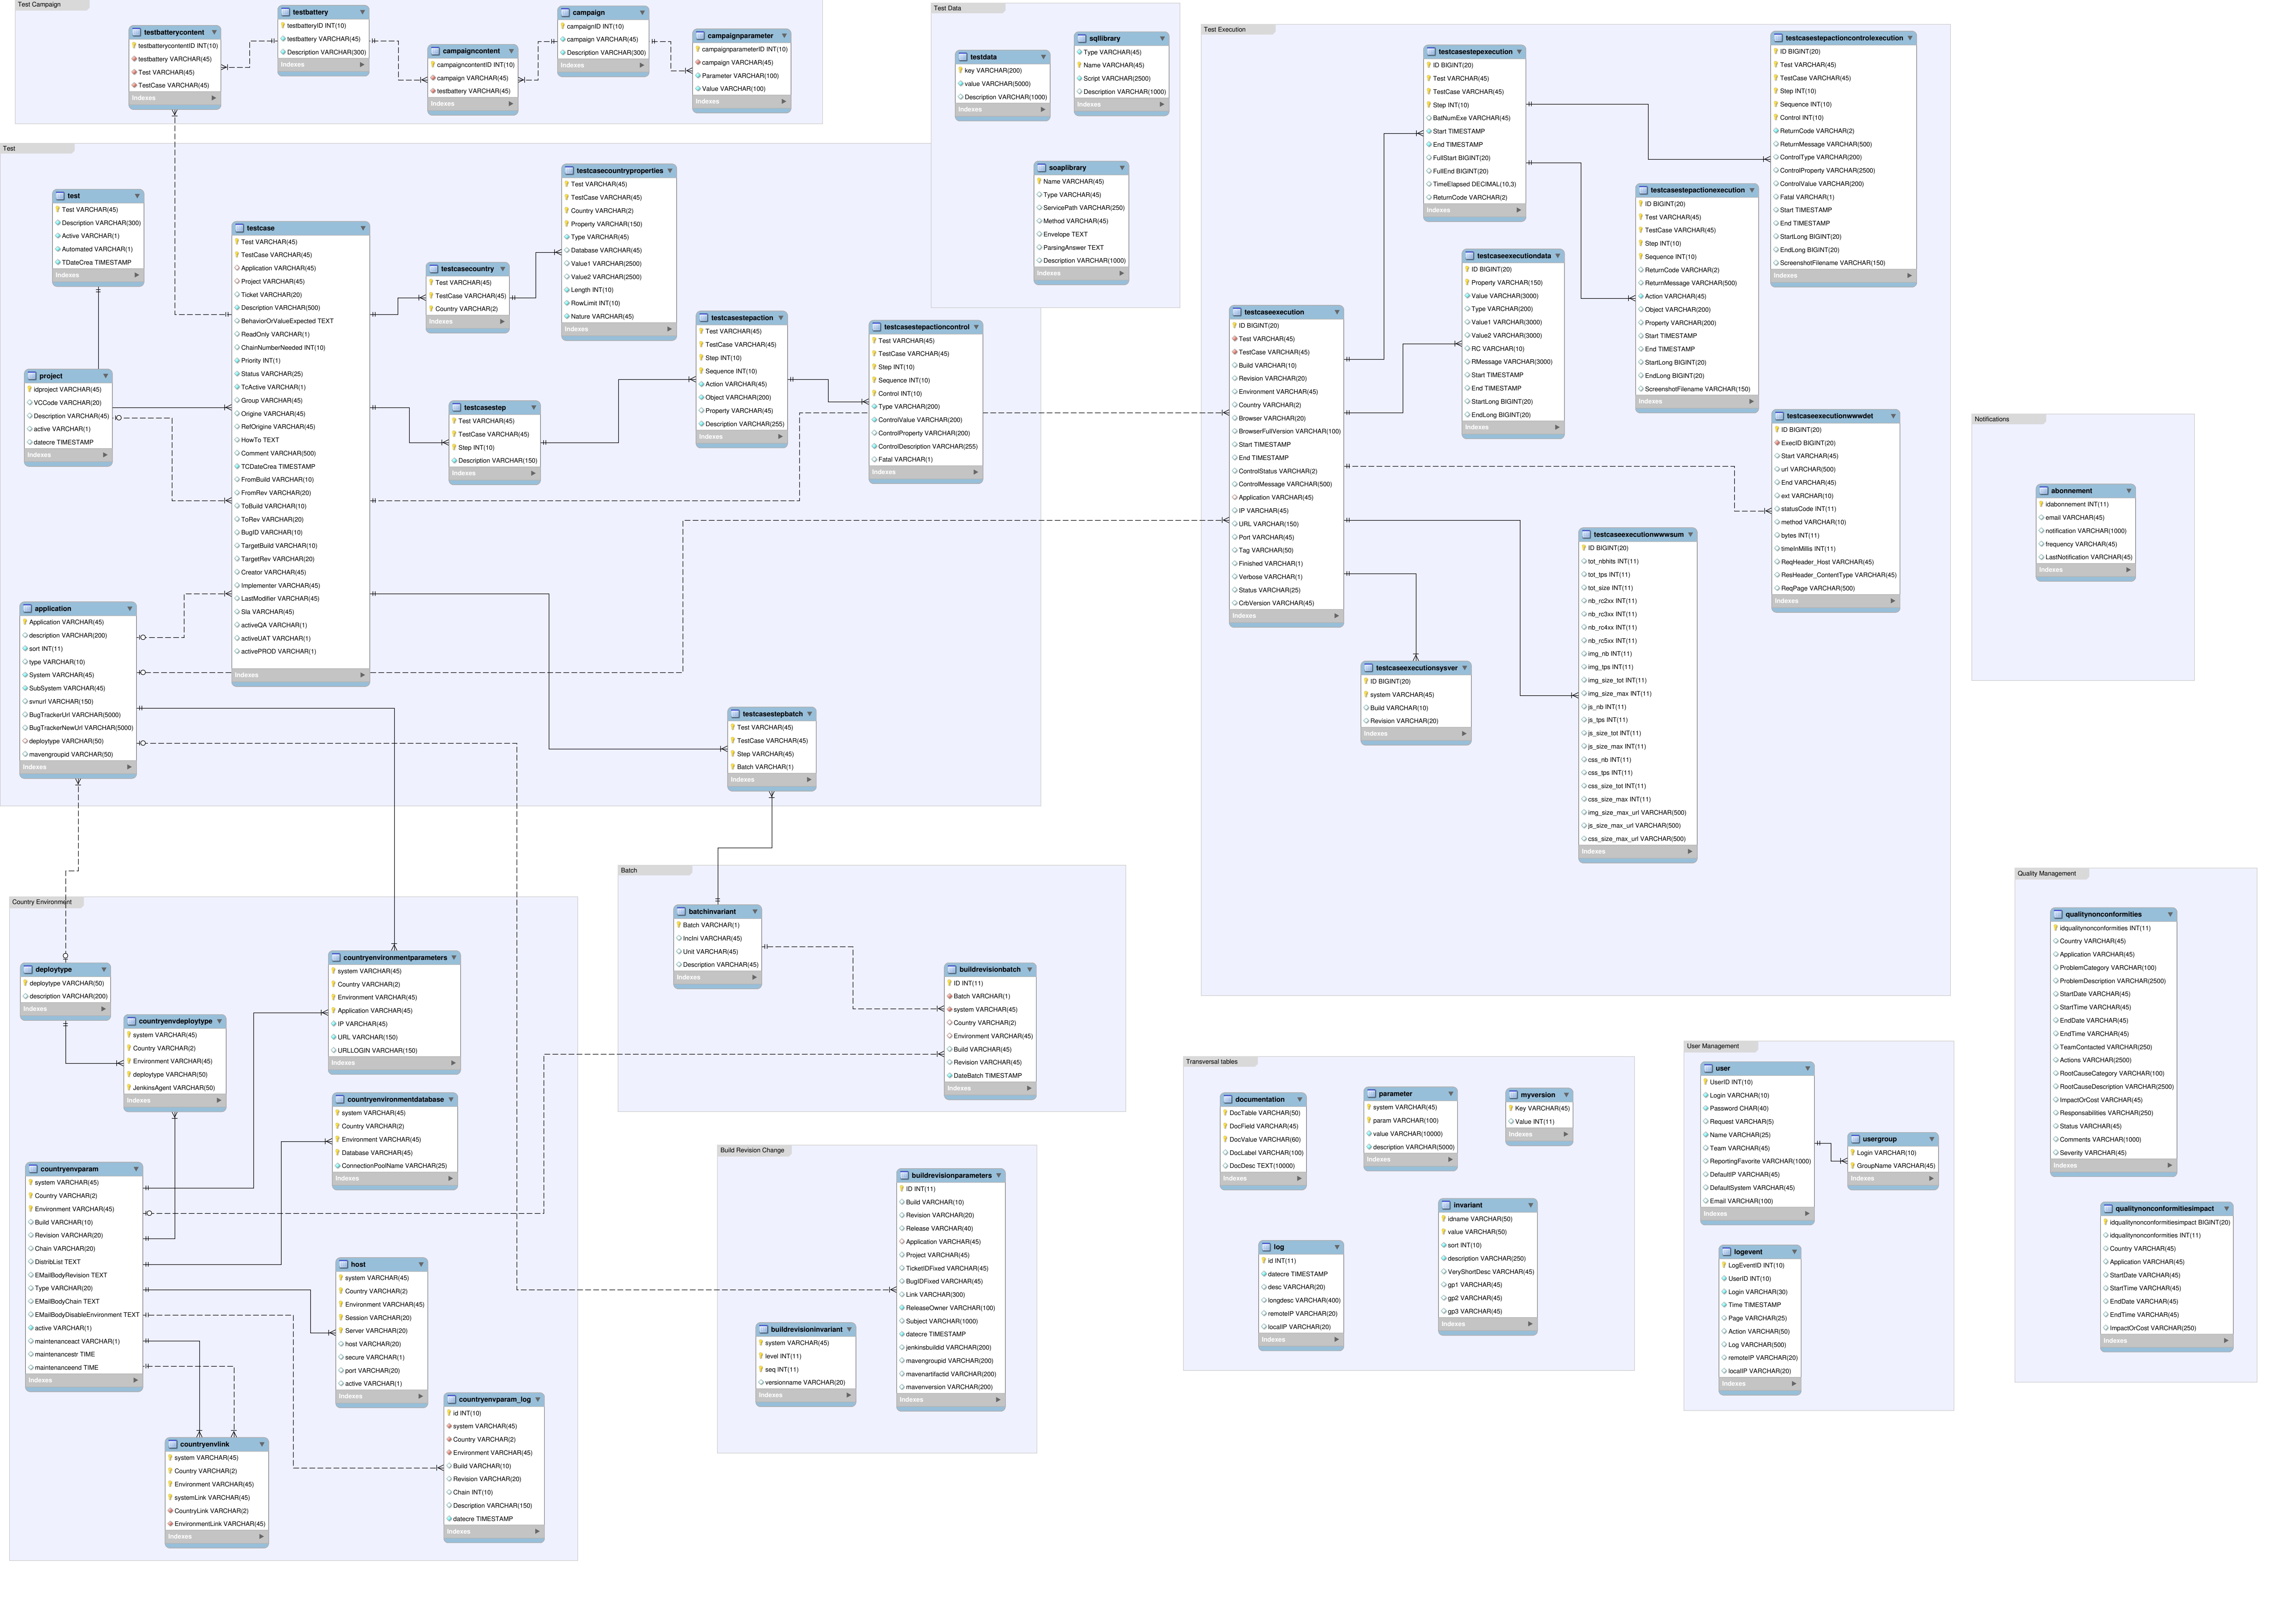 Test Campaign
testbatterycontent
testbatterycontentID INT(10)
testbattery VARCHAR(45)
Test VARCHAR(45)
TestCase VARCHAR(45)
Indexes
testbattery
testbatteryID INT(10)
testbattery VARCHAR(45)
Description VARCHAR(300)
Indexes
campaigncontent
campaigncontentID INT(10)
campaign VARCHAR(45)
testbattery VARCHAR(45)
Indexes
campaign
campaignID INT(10)
campaign VARCHAR(45)
Description VARCHAR(300)
Indexes
campaignparameter
campaignparameterID INT(10)
campaign VARCHAR(45)
Parameter VARCHAR(100)
Value VARCHAR(100)
Indexes
Test Data
testdata
key VARCHAR(200)
value VARCHAR(5000)
Description VARCHAR(1000)
Indexes
sqllibrary
Type VARCHAR(45)
Name VARCHAR(45)
Script VARCHAR(2500)
Description VARCHAR(1000)
Indexes
soaplibrary
Name VARCHAR(45)
Type VARCHAR(45)
ServicePath VARCHAR(250)
Method VARCHAR(45)
Envelope TEXT
ParsingAnswer TEXT
Description VARCHAR(1000)
Indexes
Test
test
Test VARCHAR(45)
Description VARCHAR(300)
Active VARCHAR(1)
Automated VARCHAR(1)
TDateCrea TIMESTAMP
Indexes
project
idproject VARCHAR(45)
VCCode VARCHAR(20)
Description VARCHAR(45)
active VARCHAR(1)
datecre TIMESTAMP
Indexes
application
Application VARCHAR(45)
description VARCHAR(200)
sort INT(11)
type VARCHAR(10)
System VARCHAR(45)
SubSystem VARCHAR(45)
svnurl VARCHAR(150)
BugTrackerUrl VARCHAR(5000)
BugTrackerNewUrl VARCHAR(5000)
deploytype VARCHAR(50)
mavengroupid VARCHAR(50)
Indexes
testcase
Test VARCHAR(45)
TestCase VARCHAR(45)
Application VARCHAR(45)
Project VARCHAR(45)
Ticket VARCHAR(20)
Description VARCHAR(500)
BehaviorOrValueExpected TEXT
ReadOnly VARCHAR(1)
ChainNumberNeeded INT(10)
Priority INT(1)
Status VARCHAR(25)
TcActive VARCHAR(1)
Group VARCHAR(45)
Origine VARCHAR(45)
RefOrigine VARCHAR(45)
HowTo TEXT
Comment VARCHAR(500)
TCDateCrea TIMESTAMP
FromBuild VARCHAR(10)
FromRev VARCHAR(20)
ToBuild VARCHAR(10)
ToRev VARCHAR(20)
BugID VARCHAR(10)
TargetBuild VARCHAR(10)
TargetRev VARCHAR(20)
Creator VARCHAR(45)
Implementer VARCHAR(45)
LastModifier VARCHAR(45)
Sla VARCHAR(45)
activeQA VARCHAR(1)
activeUAT VARCHAR(1)
activePROD VARCHAR(1)
Indexes
testcasecountry
Test VARCHAR(45)
TestCase VARCHAR(45)
Country VARCHAR(2)
Indexes
testcasecountryproperties
Test VARCHAR(45)
TestCase VARCHAR(45)
Country VARCHAR(2)
Property VARCHAR(150)
Type VARCHAR(45)
Database VARCHAR(45)
Value1 VARCHAR(2500)
Value2 VARCHAR(2500)
Length INT(10)
RowLimit INT(10)
Nature VARCHAR(45)
Indexes
testcasestep
Test VARCHAR(45)
TestCase VARCHAR(45)
Step INT(10)
Description VARCHAR(150)
Indexes
testcasestepaction
Test VARCHAR(45)
TestCase VARCHAR(45)
Step INT(10)
Sequence INT(10)
Action VARCHAR(45)
Object VARCHAR(200)
Property VARCHAR(45)
Description VARCHAR(255)
Indexes
testcasestepactioncontrol
Test VARCHAR(45)
TestCase VARCHAR(45)
Step INT(10)
Sequence INT(10)
Control INT(10)
Type VARCHAR(200)
ControlValue VARCHAR(200)
ControlProperty VARCHAR(200)
ControlDescription VARCHAR(255)
Fatal VARCHAR(1)
Indexes
testcasestepbatch
Test VARCHAR(45)
TestCase VARCHAR(45)
Step VARCHAR(45)
Batch VARCHAR(1)
Indexes
Test Execution
testcaseexecution
ID BIGINT(20)
Test VARCHAR(45)
TestCase VARCHAR(45)
Build VARCHAR(10)
Revision VARCHAR(20)
Environment VARCHAR(45)
Country VARCHAR(2)
Browser VARCHAR(20)
BrowserFullVersion VARCHAR(100)
Start TIMESTAMP
End TIMESTAMP
ControlStatus VARCHAR(2)
ControlMessage VARCHAR(500)
Application VARCHAR(45)
IP VARCHAR(45)
URL VARCHAR(150)
Port VARCHAR(45)
Tag VARCHAR(50)
Finished VARCHAR(1)
Verbose VARCHAR(1)
Status VARCHAR(25)
CrbVersion VARCHAR(45)
Indexes
testcasestepexecution
ID BIGINT(20)
Test VARCHAR(45)
TestCase VARCHAR(45)
Step INT(10)
BatNumExe VARCHAR(45)
Start TIMESTAMP
End TIMESTAMP
FullStart BIGINT(20)
FullEnd BIGINT(20)
TimeElapsed DECIMAL(10,3)
ReturnCode VARCHAR(2)
Indexes
testcaseexecutiondata
ID BIGINT(20)
Property VARCHAR(150)
Value VARCHAR(3000)
Type VARCHAR(200)
Value1 VARCHAR(3000)
Value2 VARCHAR(3000)
RC VARCHAR(10)
RMessage VARCHAR(3000)
Start TIMESTAMP
End TIMESTAMP
StartLong BIGINT(20)
EndLong BIGINT(20)
Indexes
testcasestepactionexecution
ID BIGINT(20)
Test VARCHAR(45)
TestCase VARCHAR(45)
Step INT(10)
Sequence INT(10)
ReturnCode VARCHAR(2)
ReturnMessage VARCHAR(500)
Action VARCHAR(45)
Object VARCHAR(200)
Property VARCHAR(200)
Start TIMESTAMP
End TIMESTAMP
StartLong BIGINT(20)
EndLong BIGINT(20)
ScreenshotFilename VARCHAR(150)
Indexes
testcasestepactioncontrolexecution
ID BIGINT(20)
Test VARCHAR(45)
TestCase VARCHAR(45)
Step INT(10)
Sequence INT(10)
Control INT(10)
ReturnCode VARCHAR(2)
ReturnMessage VARCHAR(500)
ControlType VARCHAR(200)
ControlProperty VARCHAR(2500)
ControlValue VARCHAR(200)
Fatal VARCHAR(1)
Start TIMESTAMP
End TIMESTAMP
StartLong BIGINT(20)
EndLong BIGINT(20)
ScreenshotFilename VARCHAR(150)
Indexes
testcaseexecutionwwwdet
ID BIGINT(20)
ExecID BIGINT(20)
Start VARCHAR(45)
url VARCHAR(500)
End VARCHAR(45)
ext VARCHAR(10)
statusCode INT(11)
method VARCHAR(10)
bytes INT(11)
timeInMillis INT(11)
ReqHeader_Host VARCHAR(45)
ResHeader_ContentType VARCHAR(45)
ReqPage VARCHAR(500)
Indexes
testcaseexecutionwwwsum
ID BIGINT(20)
tot_nbhits INT(11)
tot_tps INT(11)
tot_size INT(11)
nb_rc2xx INT(11)
nb_rc3xx INT(11)
nb_rc4xx INT(11)
nb_rc5xx INT(11)
img_nb INT(11)
img_tps INT(11)
img_size_tot INT(11)
img_size_max INT(11)
js_nb INT(11)
js_tps INT(11)
js_size_tot INT(11)
js_size_max INT(11)
css_nb INT(11)
css_tps INT(11)
css_size_tot INT(11)
css_size_max INT(11)
img_size_max_url VARCHAR(500)
js_size_max_url VARCHAR(500)
css_size_max_url VARCHAR(500)
Indexes
testcaseexecutionsysver
ID BIGINT(20)
system VARCHAR(45)
Build VARCHAR(10)
Revision VARCHAR(20)
Indexes
Notifications
abonnement
idabonnement INT(11)
email VARCHAR(45)
notification VARCHAR(1000)
frequency VARCHAR(45)
LastNotification VARCHAR(45)
Indexes
Country Environment
deploytype
deploytype VARCHAR(50)
description VARCHAR(200)
Indexes
countryenvdeploytype
system VARCHAR(45)
Country VARCHAR(2)
Environment VARCHAR(45)
deploytype VARCHAR(50)
JenkinsAgent VARCHAR(50)
Indexes
countryenvironmentparameters
system VARCHAR(45)
Country VARCHAR(2)
Environment VARCHAR(45)
Application VARCHAR(45)
IP VARCHAR(45)
URL VARCHAR(150)
URLLOGIN VARCHAR(150)
Indexes
countryenvironmentdatabase
system VARCHAR(45)
Country VARCHAR(2)
Environment VARCHAR(45)
Database VARCHAR(45)
ConnectionPoolName VARCHAR(25)
Indexes
countryenvparam
system VARCHAR(45)
Country VARCHAR(2)
Environment VARCHAR(45)
Build VARCHAR(10)
Revision VARCHAR(20)
Chain VARCHAR(20)
DistribList TEXT
EMailBodyRevision TEXT
Type VARCHAR(20)
EMailBodyChain TEXT
EMailBodyDisableEnvironment TEXT
active VARCHAR(1)
maintenanceact VARCHAR(1)
maintenancestr TIME
maintenanceend TIME
Indexes
host
system VARCHAR(45)
Country VARCHAR(2)
Environment VARCHAR(45)
Session VARCHAR(20)
Server VARCHAR(20)
host VARCHAR(20)
secure VARCHAR(1)
port VARCHAR(20)
active VARCHAR(1)
Indexes
countryenvparam_log
id INT(10)
system VARCHAR(45)
Country VARCHAR(2)
Environment VARCHAR(45)
Build VARCHAR(10)
Revision VARCHAR(20)
Chain INT(10)
Description VARCHAR(150)
datecre TIMESTAMP
Indexes
countryenvlink
system VARCHAR(45)
Country VARCHAR(2)
Environment VARCHAR(45)
systemLink VARCHAR(45)
CountryLink VARCHAR(2)
EnvironmentLink VARCHAR(45)
Indexes
Batch
batchinvariant
Batch VARCHAR(1)
IncIni VARCHAR(45)
Unit VARCHAR(45)
Description VARCHAR(45)
Indexes
buildrevisionbatch
ID INT(11)
Batch VARCHAR(1)
system VARCHAR(45)
Country VARCHAR(2)
Environment VARCHAR(45)
Build VARCHAR(45)
Revision VARCHAR(45)
DateBatch TIMESTAMP
Indexes
Build Revision Change
buildrevisionparameters
ID INT(11)
Build VARCHAR(10)
Revision VARCHAR(20)
Release VARCHAR(40)
Application VARCHAR(45)
Project VARCHAR(45)
TicketIDFixed VARCHAR(45)
BugIDFixed VARCHAR(45)
Link VARCHAR(300)
ReleaseOwner VARCHAR(100)
Subject VARCHAR(1000)
datecre TIMESTAMP
jenkinsbuildid VARCHAR(200)
mavengroupid VARCHAR(200)
mavenartifactid VARCHAR(200)
mavenversion VARCHAR(200)
Indexes
buildrevisioninvariant
system VARCHAR(45)
level INT(11)
seq INT(11)
versionname VARCHAR(20)
Indexes
Transversal tables
documentation
DocTable VARCHAR(50)
DocField VARCHAR(45)
DocValue VARCHAR(60)
DocLabel VARCHAR(100)
DocDesc TEXT(10000)
Indexes
parameter
system VARCHAR(45)
param VARCHAR(100)
value VARCHAR(10000)
description VARCHAR(5000)
Indexes
myversion
Key VARCHAR(45)
Value INT(11)
Indexes
log
id INT(11)
datecre TIMESTAMP
desc VARCHAR(20)
longdesc VARCHAR(400)
remoteIP VARCHAR(20)
localIP VARCHAR(20)
Indexes
invariant
idname VARCHAR(50)
value VARCHAR(50)
sort INT(10)
description VARCHAR(250)
VeryShortDesc VARCHAR(45)
gp1 VARCHAR(45)
gp2 VARCHAR(45)
gp3 VARCHAR(45)
Indexes
User Management
user
UserID INT(10)
Login VARCHAR(10)
Password CHAR(40)
Request VARCHAR(5)
Name VARCHAR(25)
Team VARCHAR(45)
ReportingFavorite VARCHAR(1000)
DefaultIP VARCHAR(45)
DefaultSystem VARCHAR(45)
Email VARCHAR(100)
Indexes
usergroup
Login VARCHAR(10)
GroupName VARCHAR(45)
Indexes
logevent
LogEventID INT(10)
UserID INT(10)
Login VARCHAR(30)
Time TIMESTAMP
Page VARCHAR(25)
Action VARCHAR(50)
Log VARCHAR(500)
remoteIP VARCHAR(20)
localIP VARCHAR(20)
Indexes
Quality Management
qualitynonconformities
idqualitynonconformities INT(11)
Country VARCHAR(45)
Application VARCHAR(45)
ProblemCategory VARCHAR(100)
ProblemDescription VARCHAR(2500)
StartDate VARCHAR(45)
StartTime VARCHAR(45)
EndDate VARCHAR(45)
EndTime VARCHAR(45)
TeamContacted VARCHAR(250)
Actions VARCHAR(2500)
RootCauseCategory VARCHAR(100)
RootCauseDescription VARCHAR(2500)
ImpactOrCost VARCHAR(45)
Responsabilities VARCHAR(250)
Status VARCHAR(45)
Comments VARCHAR(1000)
Severity VARCHAR(45)
Indexes
qualitynonconformitiesimpact
idqualitynonconformitiesimpact BIGINT(20)
idqualitynonconformities INT(11)
Country VARCHAR(45)
Application VARCHAR(45)
StartDate VARCHAR(45)
StartTime VARCHAR(45)
EndDate VARCHAR(45)
EndTime VARCHAR(45)
ImpactOrCost VARCHAR(250)
Indexes